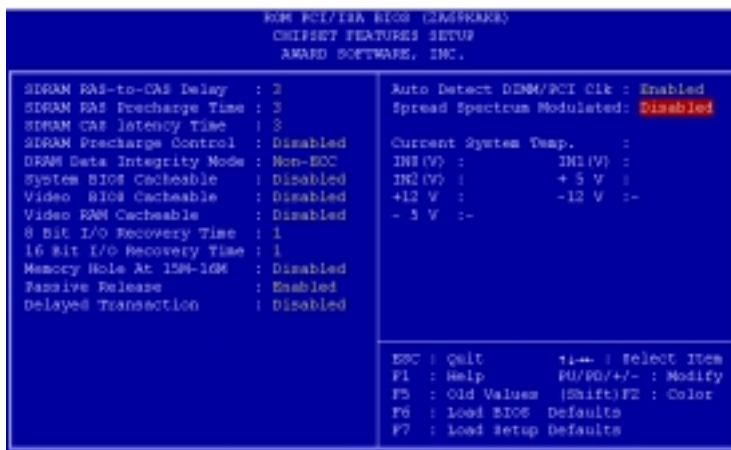 ROM PCI/ISA BIOS (2A69KAKB)
CHIPSET FEATURES SETUP
AWARD SOFTWARE, INC.
SDRAM RAS-to-CAS Delay : 3
SDRAM RAS Precharge Time : 3
SDRAM CAS latency Time : 3
SDRAM Precharge Control : Disabled
DRAM Data Integrity Mode : Non-ECC
System BIOS Cacheable : Disabled
Video BIOS Cacheable : Disabled
Video RAM Cacheable : Disabled
8 Bit I/O Recovery Time : 1
16 Bit I/O Recovery Time : 1
Memory Hole At 15M-16M : Disabled
Passive Release : Enabled
Delayed Transaction : Disabled
Auto Detect DIMM/PCI Clk : Enabled
Spread Spectrum Modulated: Disabled
Current System Temp. :
IN0(V) : IN1(V) :
IN2(V) : + 5 V :
+12 V : -12 V :-
- 5 V :-
ESC : Quit ↑↓→← : Select Item
F1 : Help PU/PD/+/- : Modify
F5 : Old Values (Shift)F2 : Color
F6 : Load BIOS Defaults
F7 : Load Setup Defaults